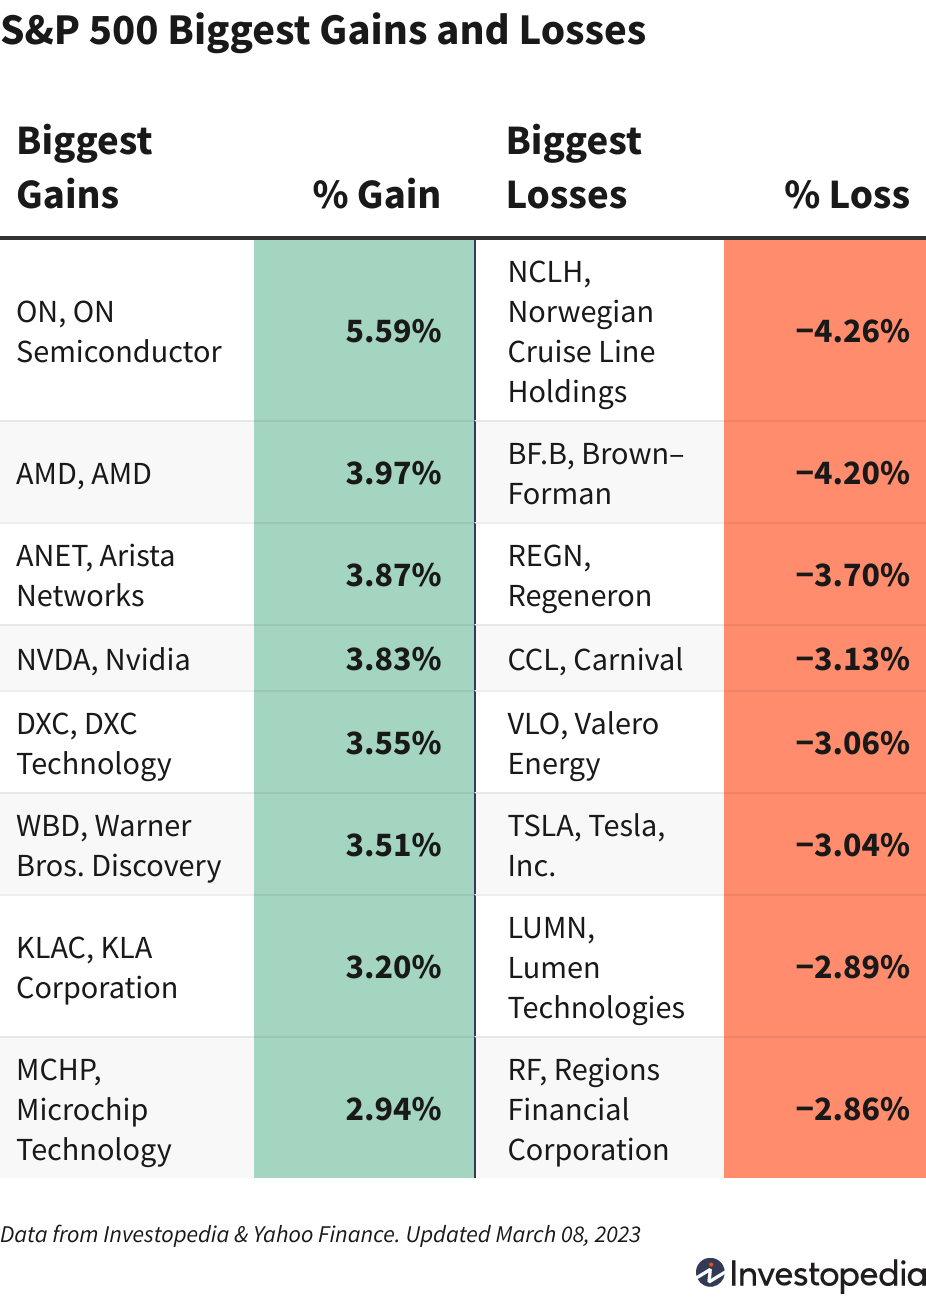 S&P 500 Biggest Gains and Losses
Biggest
Gains
% Gain
Biggest
Losses
% Loss
ON, ON
Semiconductor
5.59%
NCLH,
Norwegian
Cruise Line
Holdings
−4.26%
AMD, AMD
3.97%
BF.B, Brown–
Forman
−4.20%
ANET, Arista
Networks
3.87%
REGN,
Regeneron
−3.70%
NVDA, Nvidia
3.83%
CCL, Carnival
−3.13%
DXC, DXC
Technology
3.55%
VLO, Valero
Energy
−3.06%
WBD, Warner
Bros. Discovery
3.51%
TSLA, Tesla,
Inc.
−3.04%
KLAC, KLA
Corporation
3.20%
LUMN,
Lumen
Technologies
−2.89%
MCHP,
Microchip
Technology
2.94%
RF, Regions
Financial
Corporation
−2.86%
Data from Investopedia & Yahoo Finance. Updated March 08, 2023
Investopedia